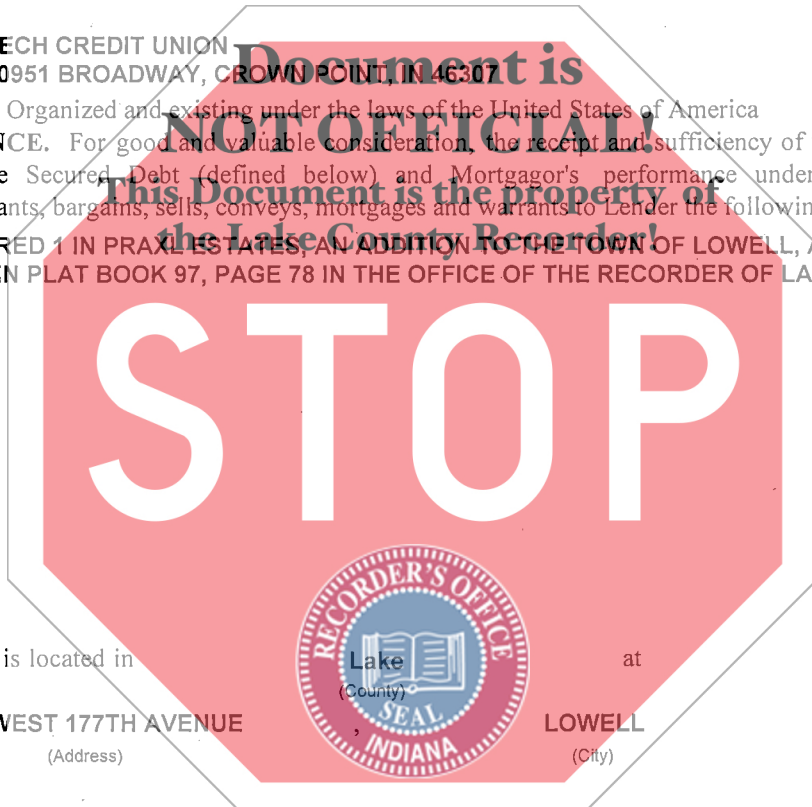 ECH CREDIT UNION
Document is
0951 BROADWAY, CROWN POINT, IN 46307
Organized and existing under the laws of the United States of America
NOT OFFICIAL!
NCE. For good and valuable consideration, the receipt and sufficiency of
e Secured Debt (defined below) and Mortgagor's performance under
This Document is the property of
ants, bargains, sells, conveys, mortgages and warrants to Lender the followin
the Lake County Recorder!
RED 1 IN PRAXL ESTATES, AN ADDITION TO THE TOWN OF LOWELL, A
N PLAT BOOK 97, PAGE 78 IN THE OFFICE OF THE RECORDER OF LA
STOP
RECORDER'S OFFICE
is located in Lake at
(County)
SEAL
WEST 177TH AVENUE , LOWELL
INDIANA
(Address) (City)